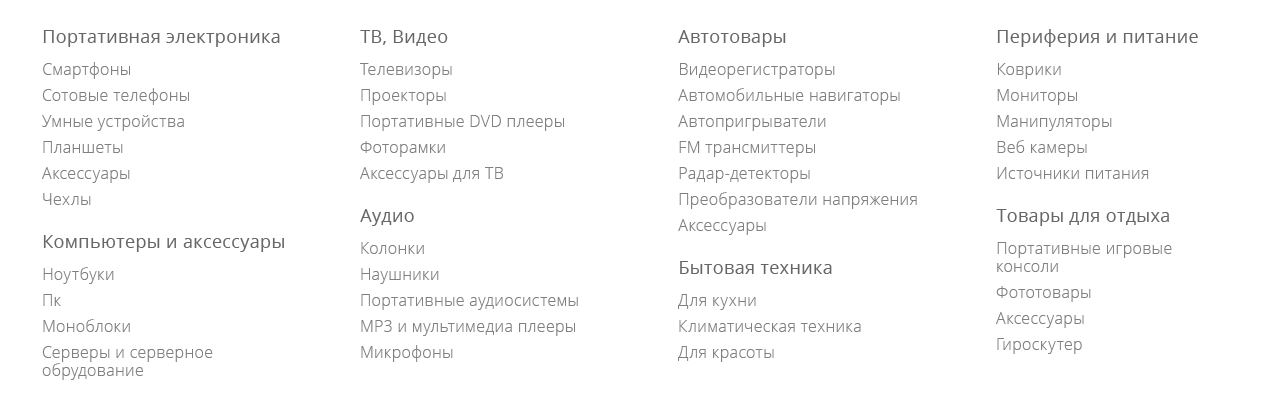 Портативная электроника
Смартфоны
Сотовые телефоны
Умные устройства
Планшеты
Аксессуары
Чехлы
Компьютеры и аксессуары
Ноутбуки
Пк
Моноблоки
Серверы и серверное
обрудование
ТВ, Видео
Телевизоры
Проекторы
Портативные DVD плееры
Фоторамки
Аксессуары для ТВ
Аудио
Колонки
Наушники
Портативные аудиосистемы
MP3 и мультимедиа плееры
Микрофоны
Автотовары
Видеорегистраторы
Автомобильные навигаторы
Автопригрыватели
FM трансмиттеры
Радар-детекторы
Преобразователи напряжения
Аксессуары
Бытовая техника
Для кухни
Климатическая техника
Для красоты
Периферия и питание
Коврики
Мониторы
Манипуляторы
Веб камеры
Источники питания
Товары для отдыха
Портативные игровые
консоли
Фототовары
Аксессуары
Гироскутер